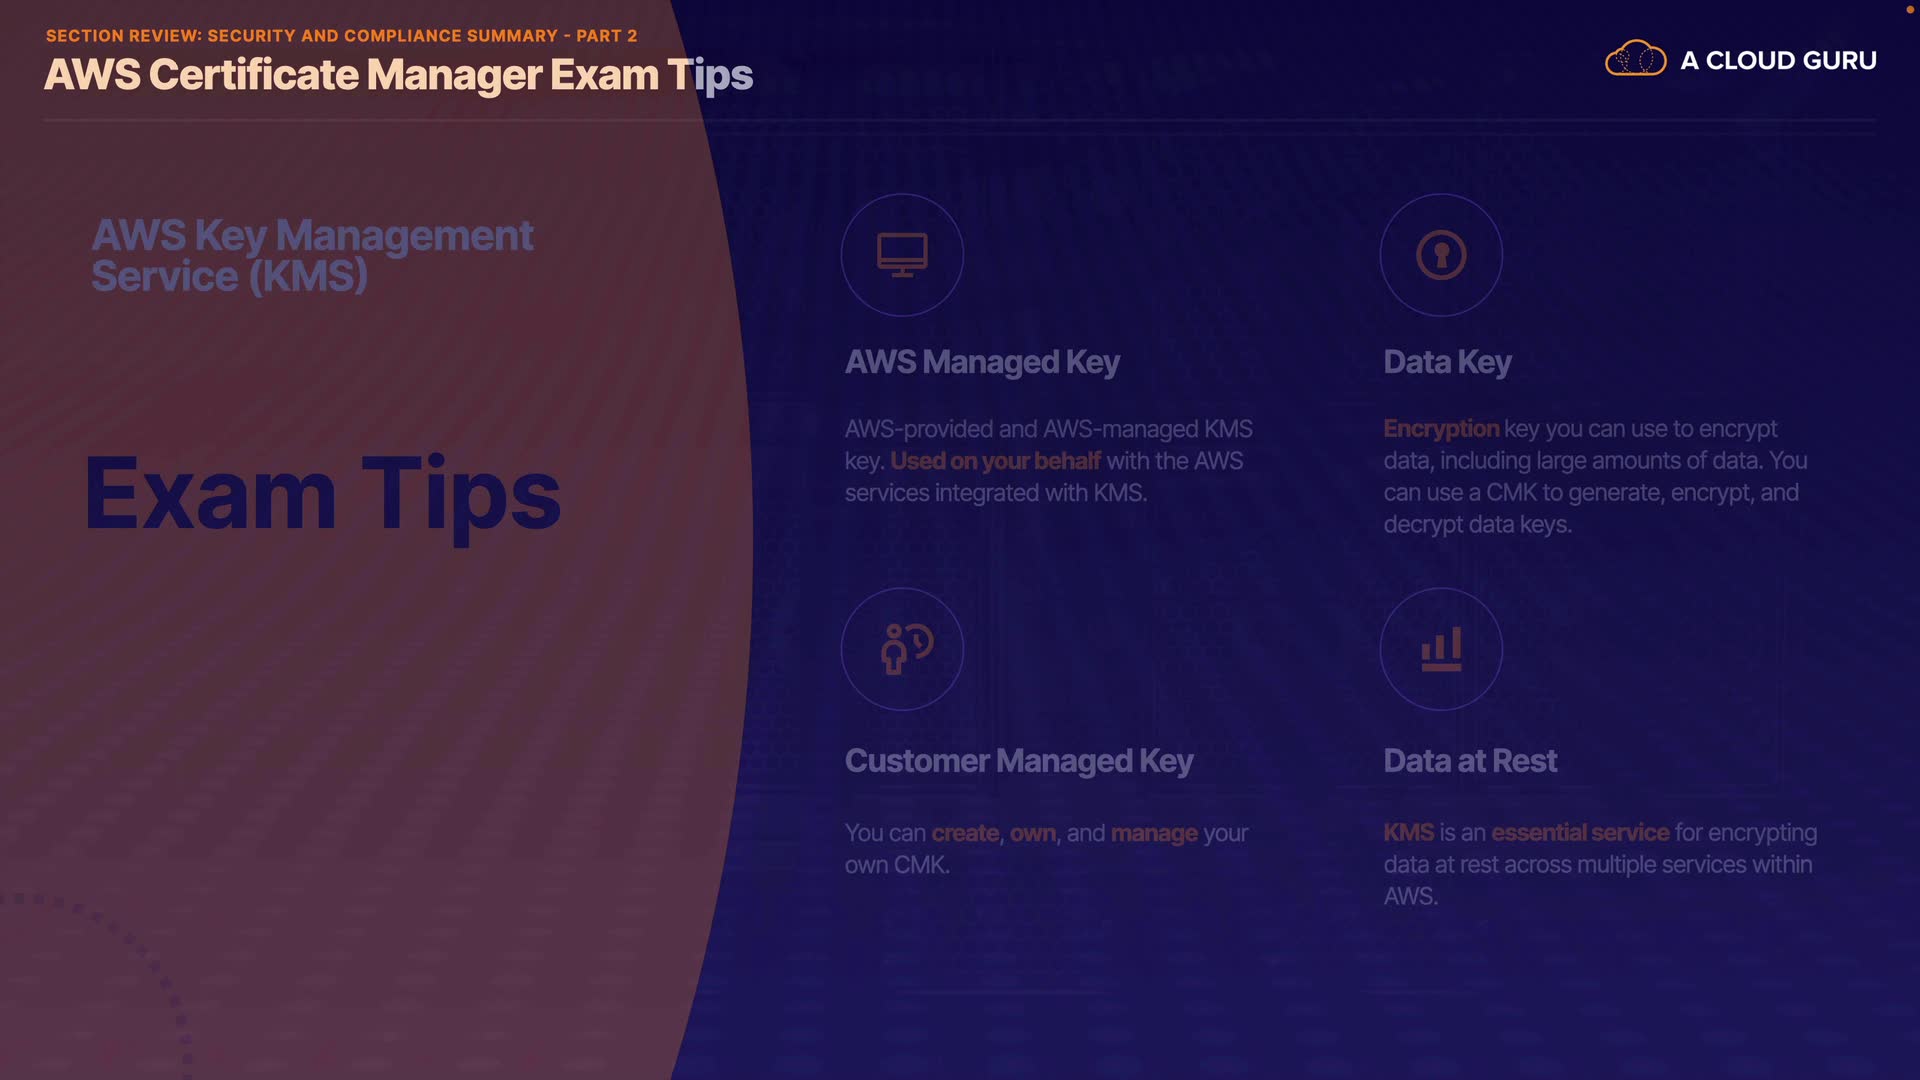 SECTION REVIEW: SECURITY AND COMPLIANCE SUMMARY - PART 2
AWS Certificate Manager Exam Tips
A CLOUD GURU
AWS Key Management
Service (KMS)
Exam Tips
AWS Managed Key
AWS-provided and AWS-managed KMS
key. Used on your behalf with the AWS
services integrated with KMS.
Data Key
Encryption key you can use to encrypt
data, including large amounts of data. You
can use a CMK to generate, encrypt, and
decrypt data keys.
Customer Managed Key
You can create, own, and manage your
own CMK.
Data at Rest
KMS is an essential service for encrypting
data at rest across multiple services within
AWS.